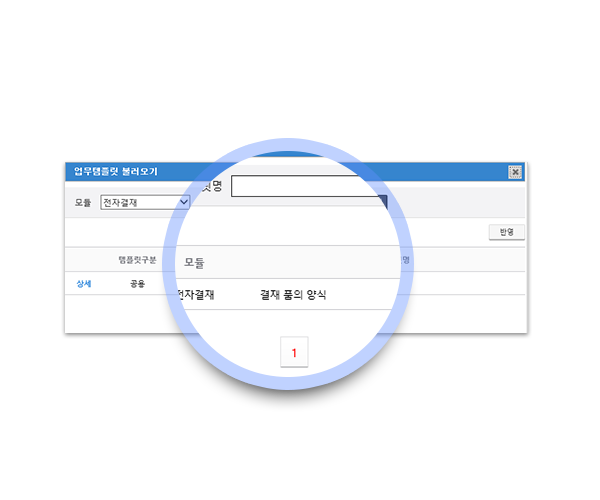 업무템플릿 불러오기
모듈 전자결재 릿명
반영
템플릿구분 모듈 명
상세 공용 전자결재 결재 품의 양식
1